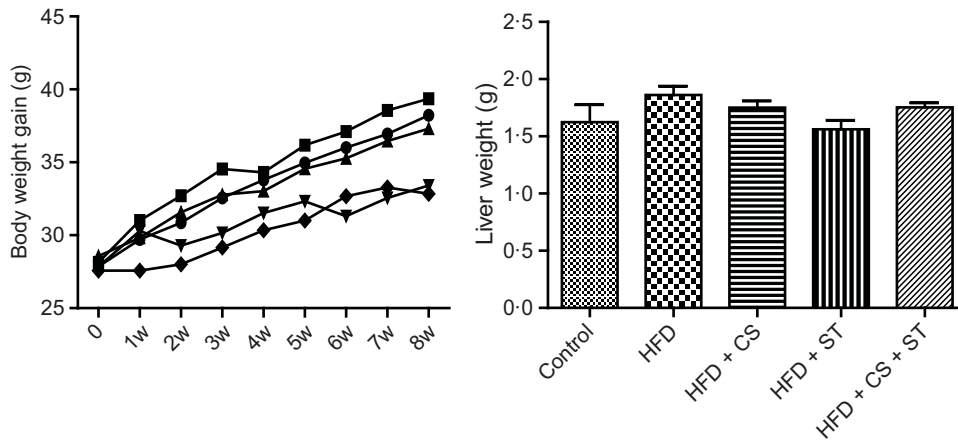 Body weight gain (g)
45
40
35
30
25
0
1w
2w
3w
4w
5w
6w
7w
8w
Liver weight (g)
2·5
2·0
1·5
1·0
0·5
0·0
Control
HFD
HFD + CS
HFD + ST
HFD + CS + ST